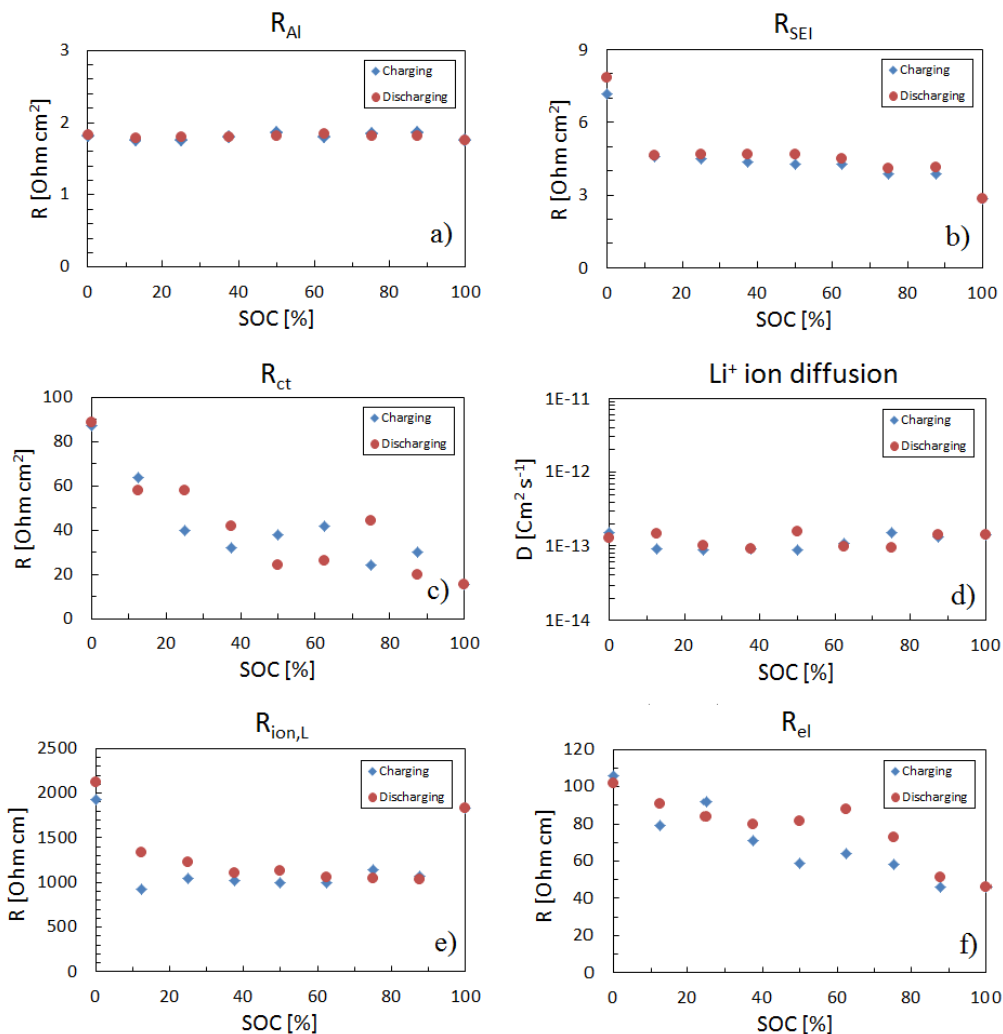 R_Al
3
2
1
0
R [Ohm cm²]
Charging
Discharging
a)
0 20 40 60 80 100
SOC [%]
R_SEI
9
6
3
0
R [Ohm cm²]
Charging
Discharging
b)
0 20 40 60 80 100
SOC [%]
R_ct
100
80
60
40
20
0
R [Ohm cm²]
Charging
Discharging
c)
0 20 40 60 80 100
SOC [%]
Li⁺ ion diffusion
1E-11
1E-12
1E-13
1E-14
D [Cm² s⁻¹]
Charging
Discharging
d)
0 20 40 60 80 100
SOC [%]
R_ion,L
2500
2000
1500
1000
500
0
R [Ohm cm]
Charging
Discharging
e)
0 20 40 60 80 100
SOC [%]
R_el
120
100
80
60
40
20
0
R [Ohm cm]
Charging
Discharging
f)
0 20 40 60 80 100
SOC [%]